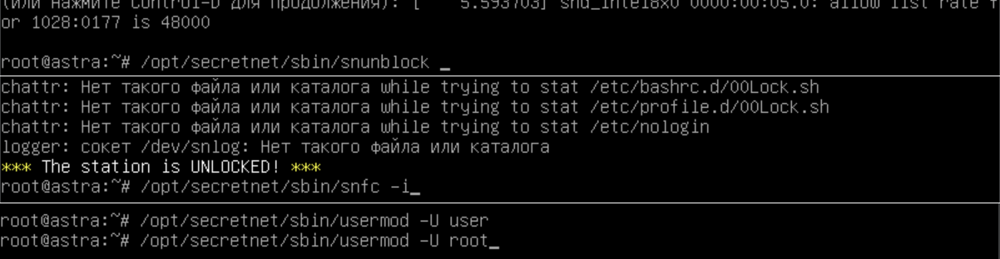 (или нажмите Control-D для продолжения): [    5.593703] snd_intel8x0 0000:00:05.0: allow list rate f
or 1028:0177 is 48000
root@astra:~# /opt/secretnet/sbin/snunblock _
chattr: Нет такого файла или каталога while trying to stat /etc/bashrc.d/00Lock.sh
chattr: Нет такого файла или каталога while trying to stat /etc/profile.d/00Lock.sh
chattr: Нет такого файла или каталога while trying to stat /etc/nologin
logger: сокет /dev/snlog: Нет такого файла или каталога
*** The station is UNLOCKED! ***
root@astra:~# /opt/secretnet/sbin/snfc -i_
root@astra:~# /opt/secretnet/sbin/usermod -U user
root@astra:~# /opt/secretnet/sbin/usermod -U root_